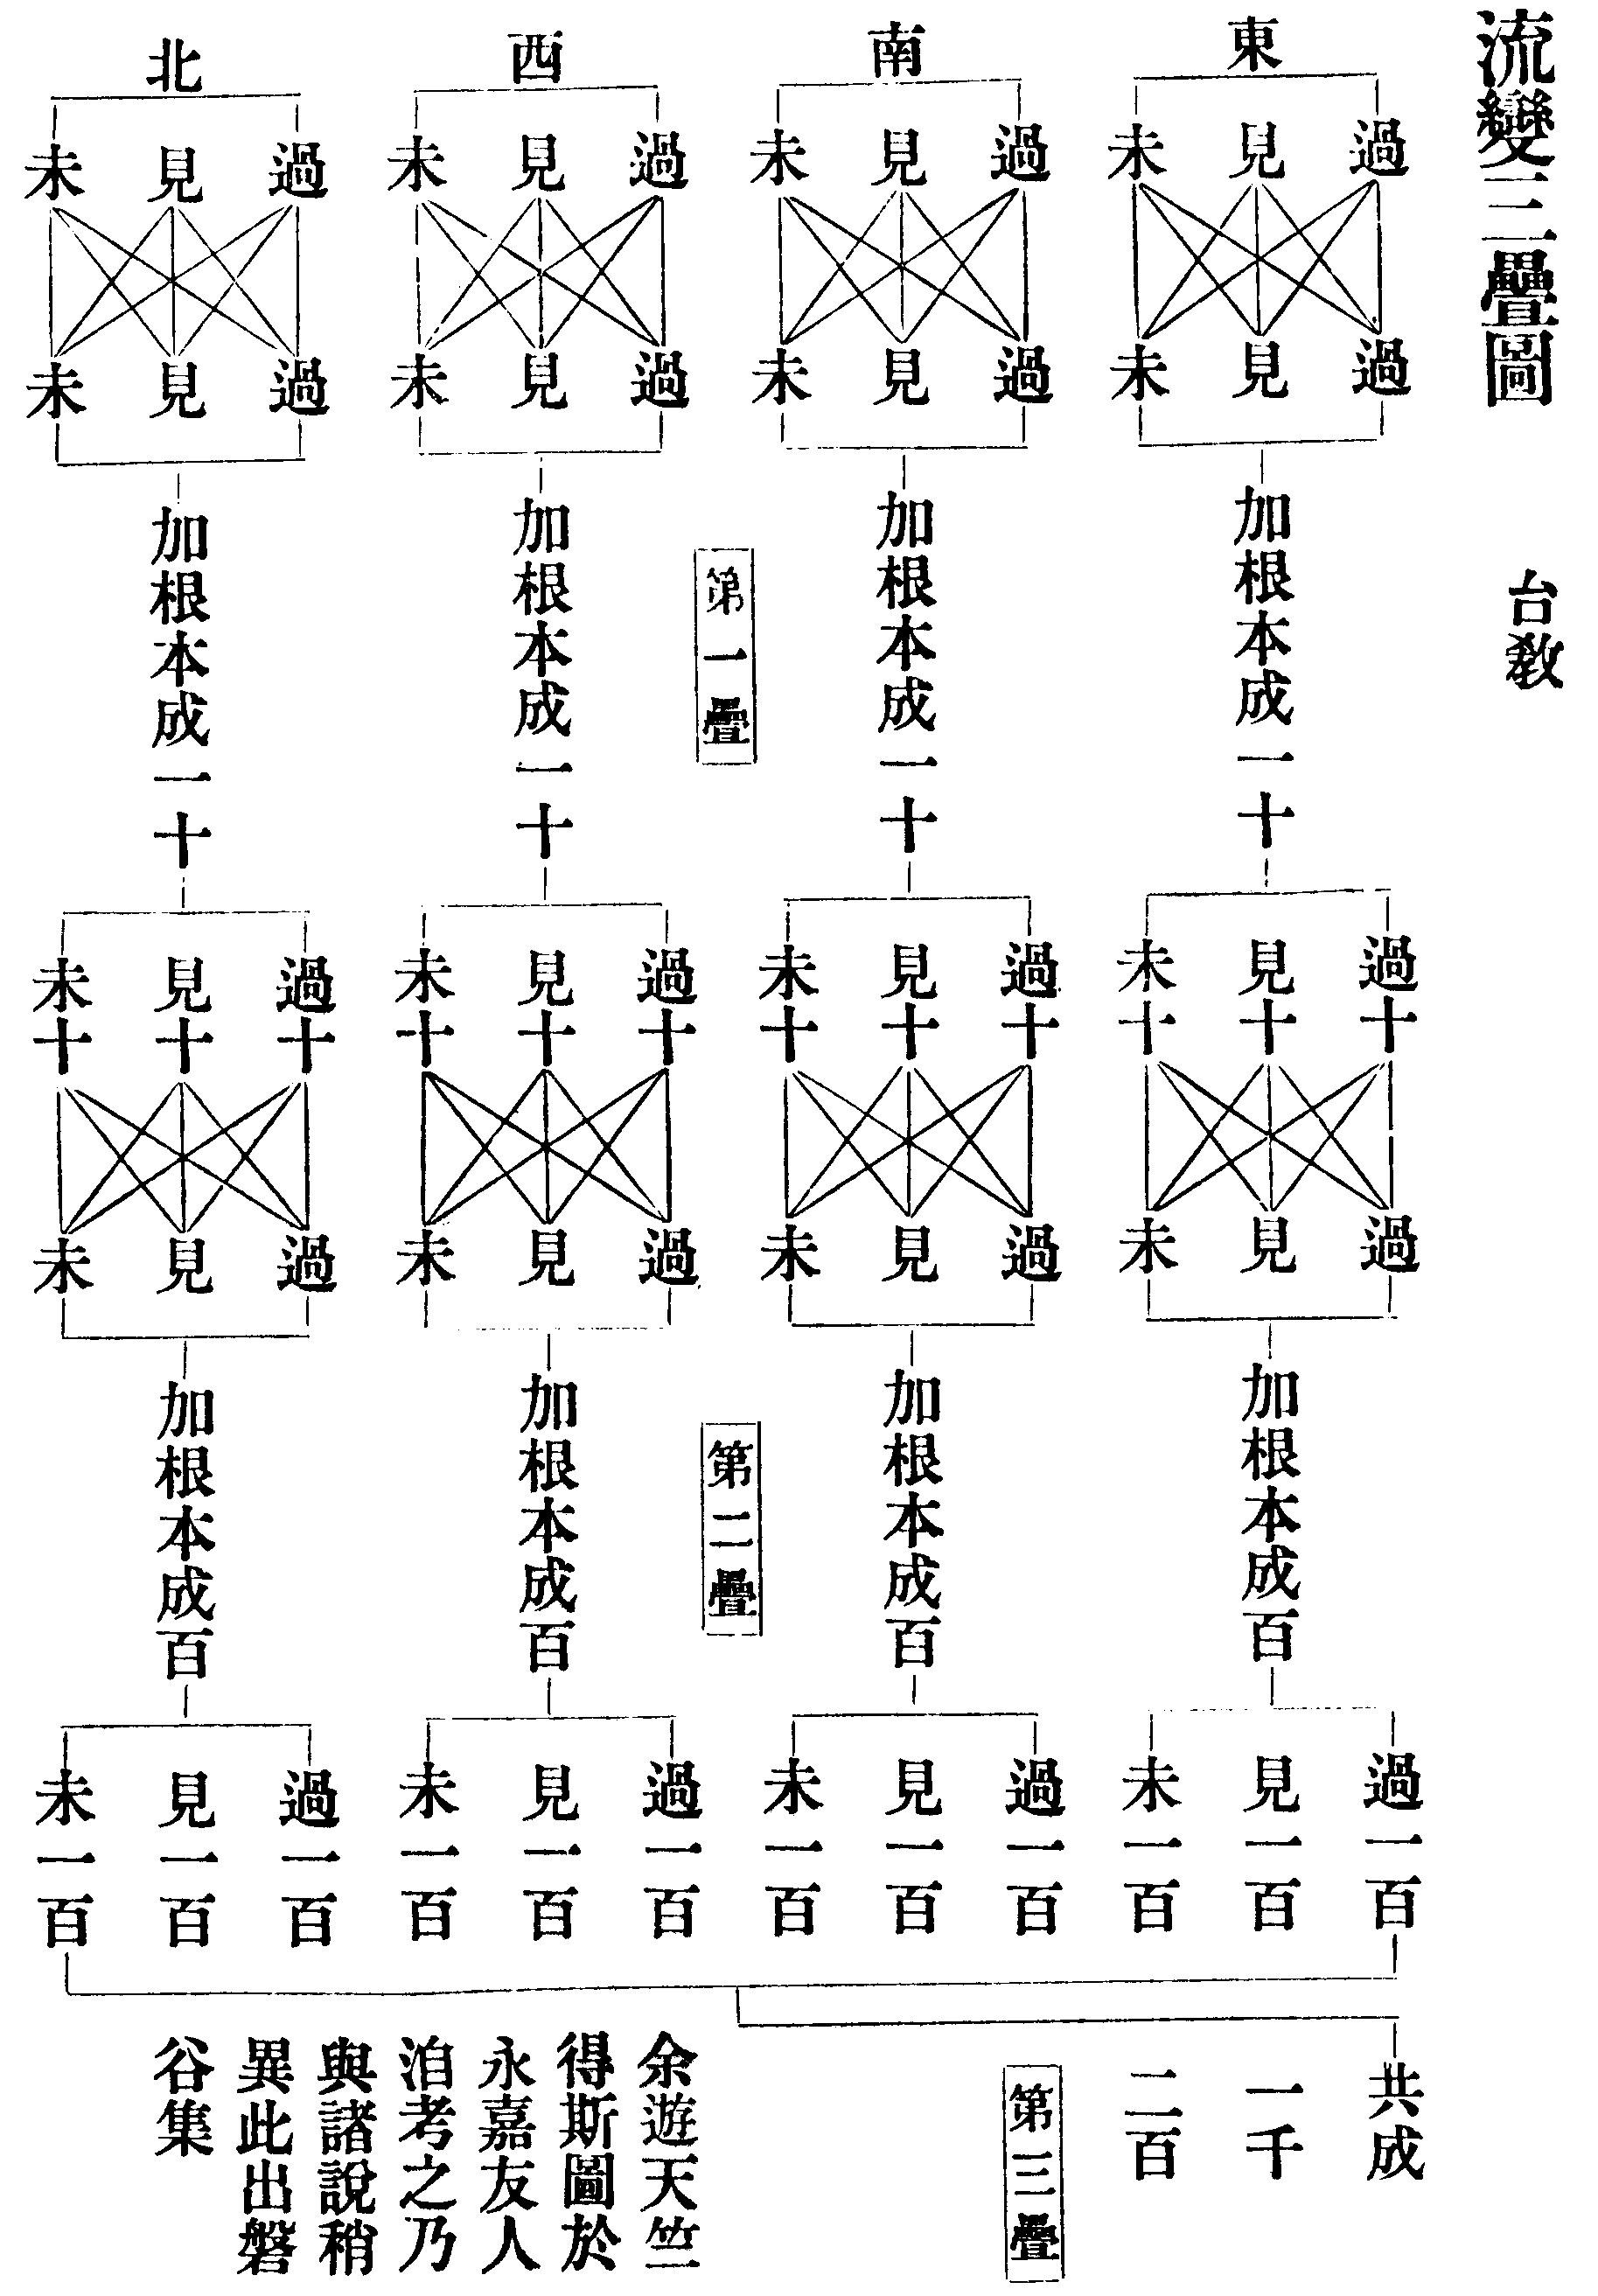 流變三疊圖
台教
東
南
西
北
過 見 未
過 見 未
過 見 未
過 見 未
過 見 未
過 見 未
過 見 未
過 見 未
加根本成一十
加根本成一十
加根本成一十
加根本成一十
第一疊
過十 見十 未十
過十 見十 未十
過十 見十 未十
過十 見十 未十
過 見 未
過 見 未
過 見 未
過 見 未
加根本成百
加根本成百
加根本成百
加根本成百
第二疊
過一百 見一百 未一百
過一百 見一百 未一百
過一百 見一百 未一百
過一百 見一百 未一百
共成
一千
二百
第三疊
余遊天竺
得斯圖於
永嘉友人
洎考之乃
與諸說稍
異此出磐
谷集